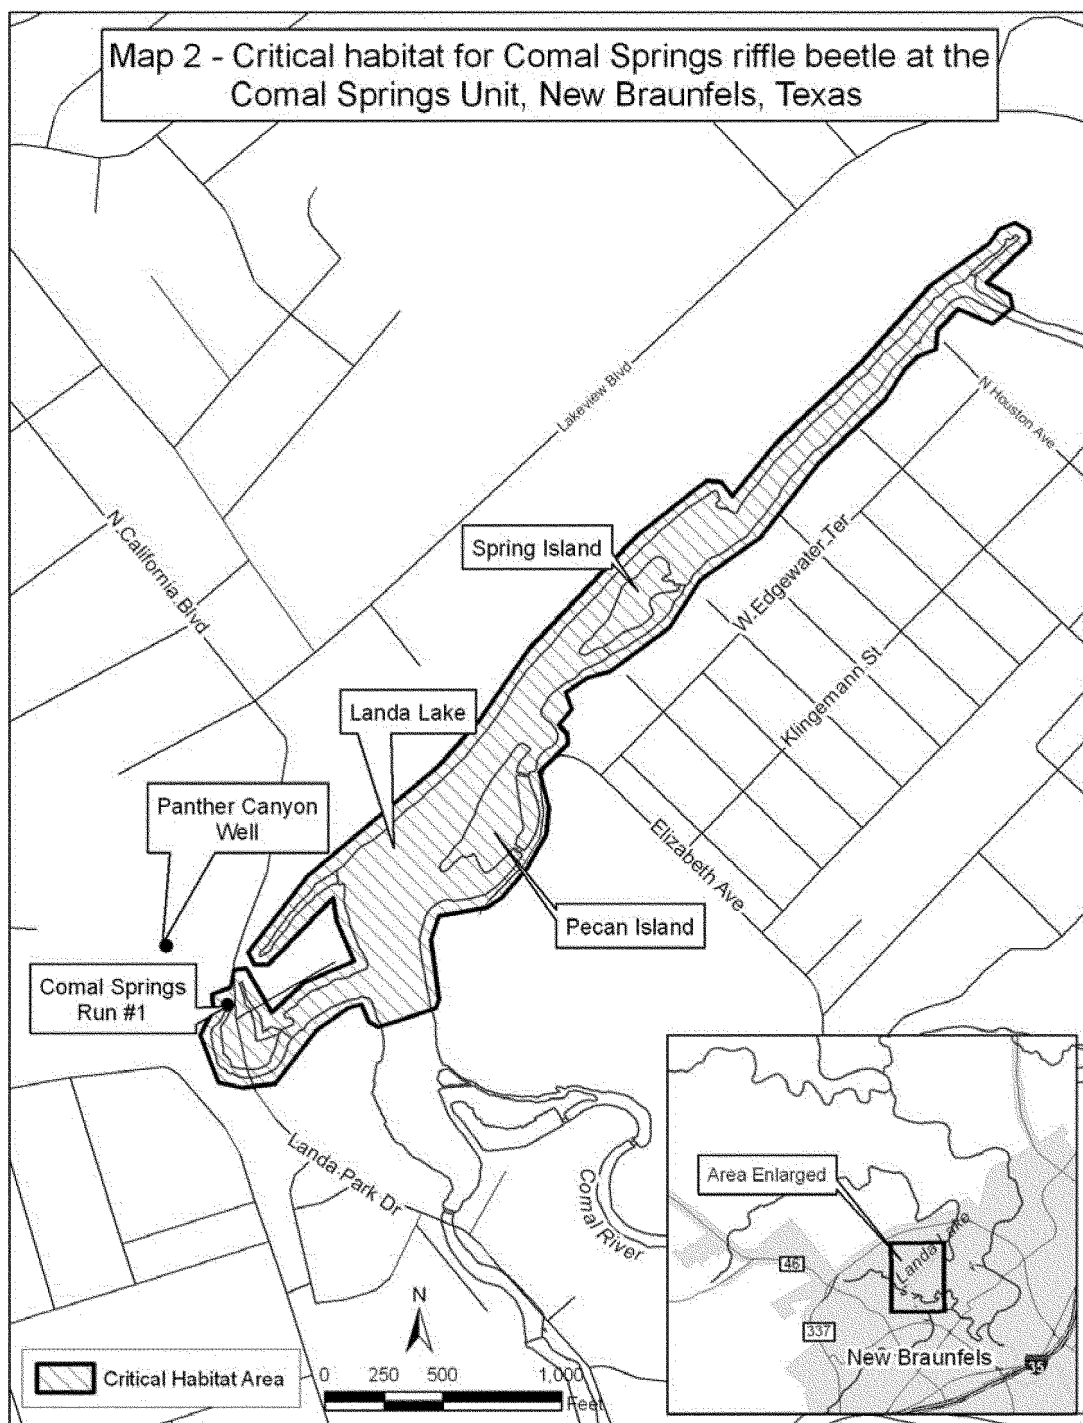 Map 2 - Critical habitat for Comal Springs riffle beetle at the
Comal Springs Unit, New Braunfels, Texas
Lakeview Blvd
N Houston Ave
N. California Blvd
Spring Island
W. Edgewater Ter
Klingemann St
Landa Lake
Panther Canyon
Well
Elizabeth Ave
Pecan Island
Comal Springs
Run #1
Landa Park Dr
Comal River
Area Enlarged
Landa Lake
46
337
New Braunfels
35
N
Critical Habitat Area
0 250 500 1,000
Feet